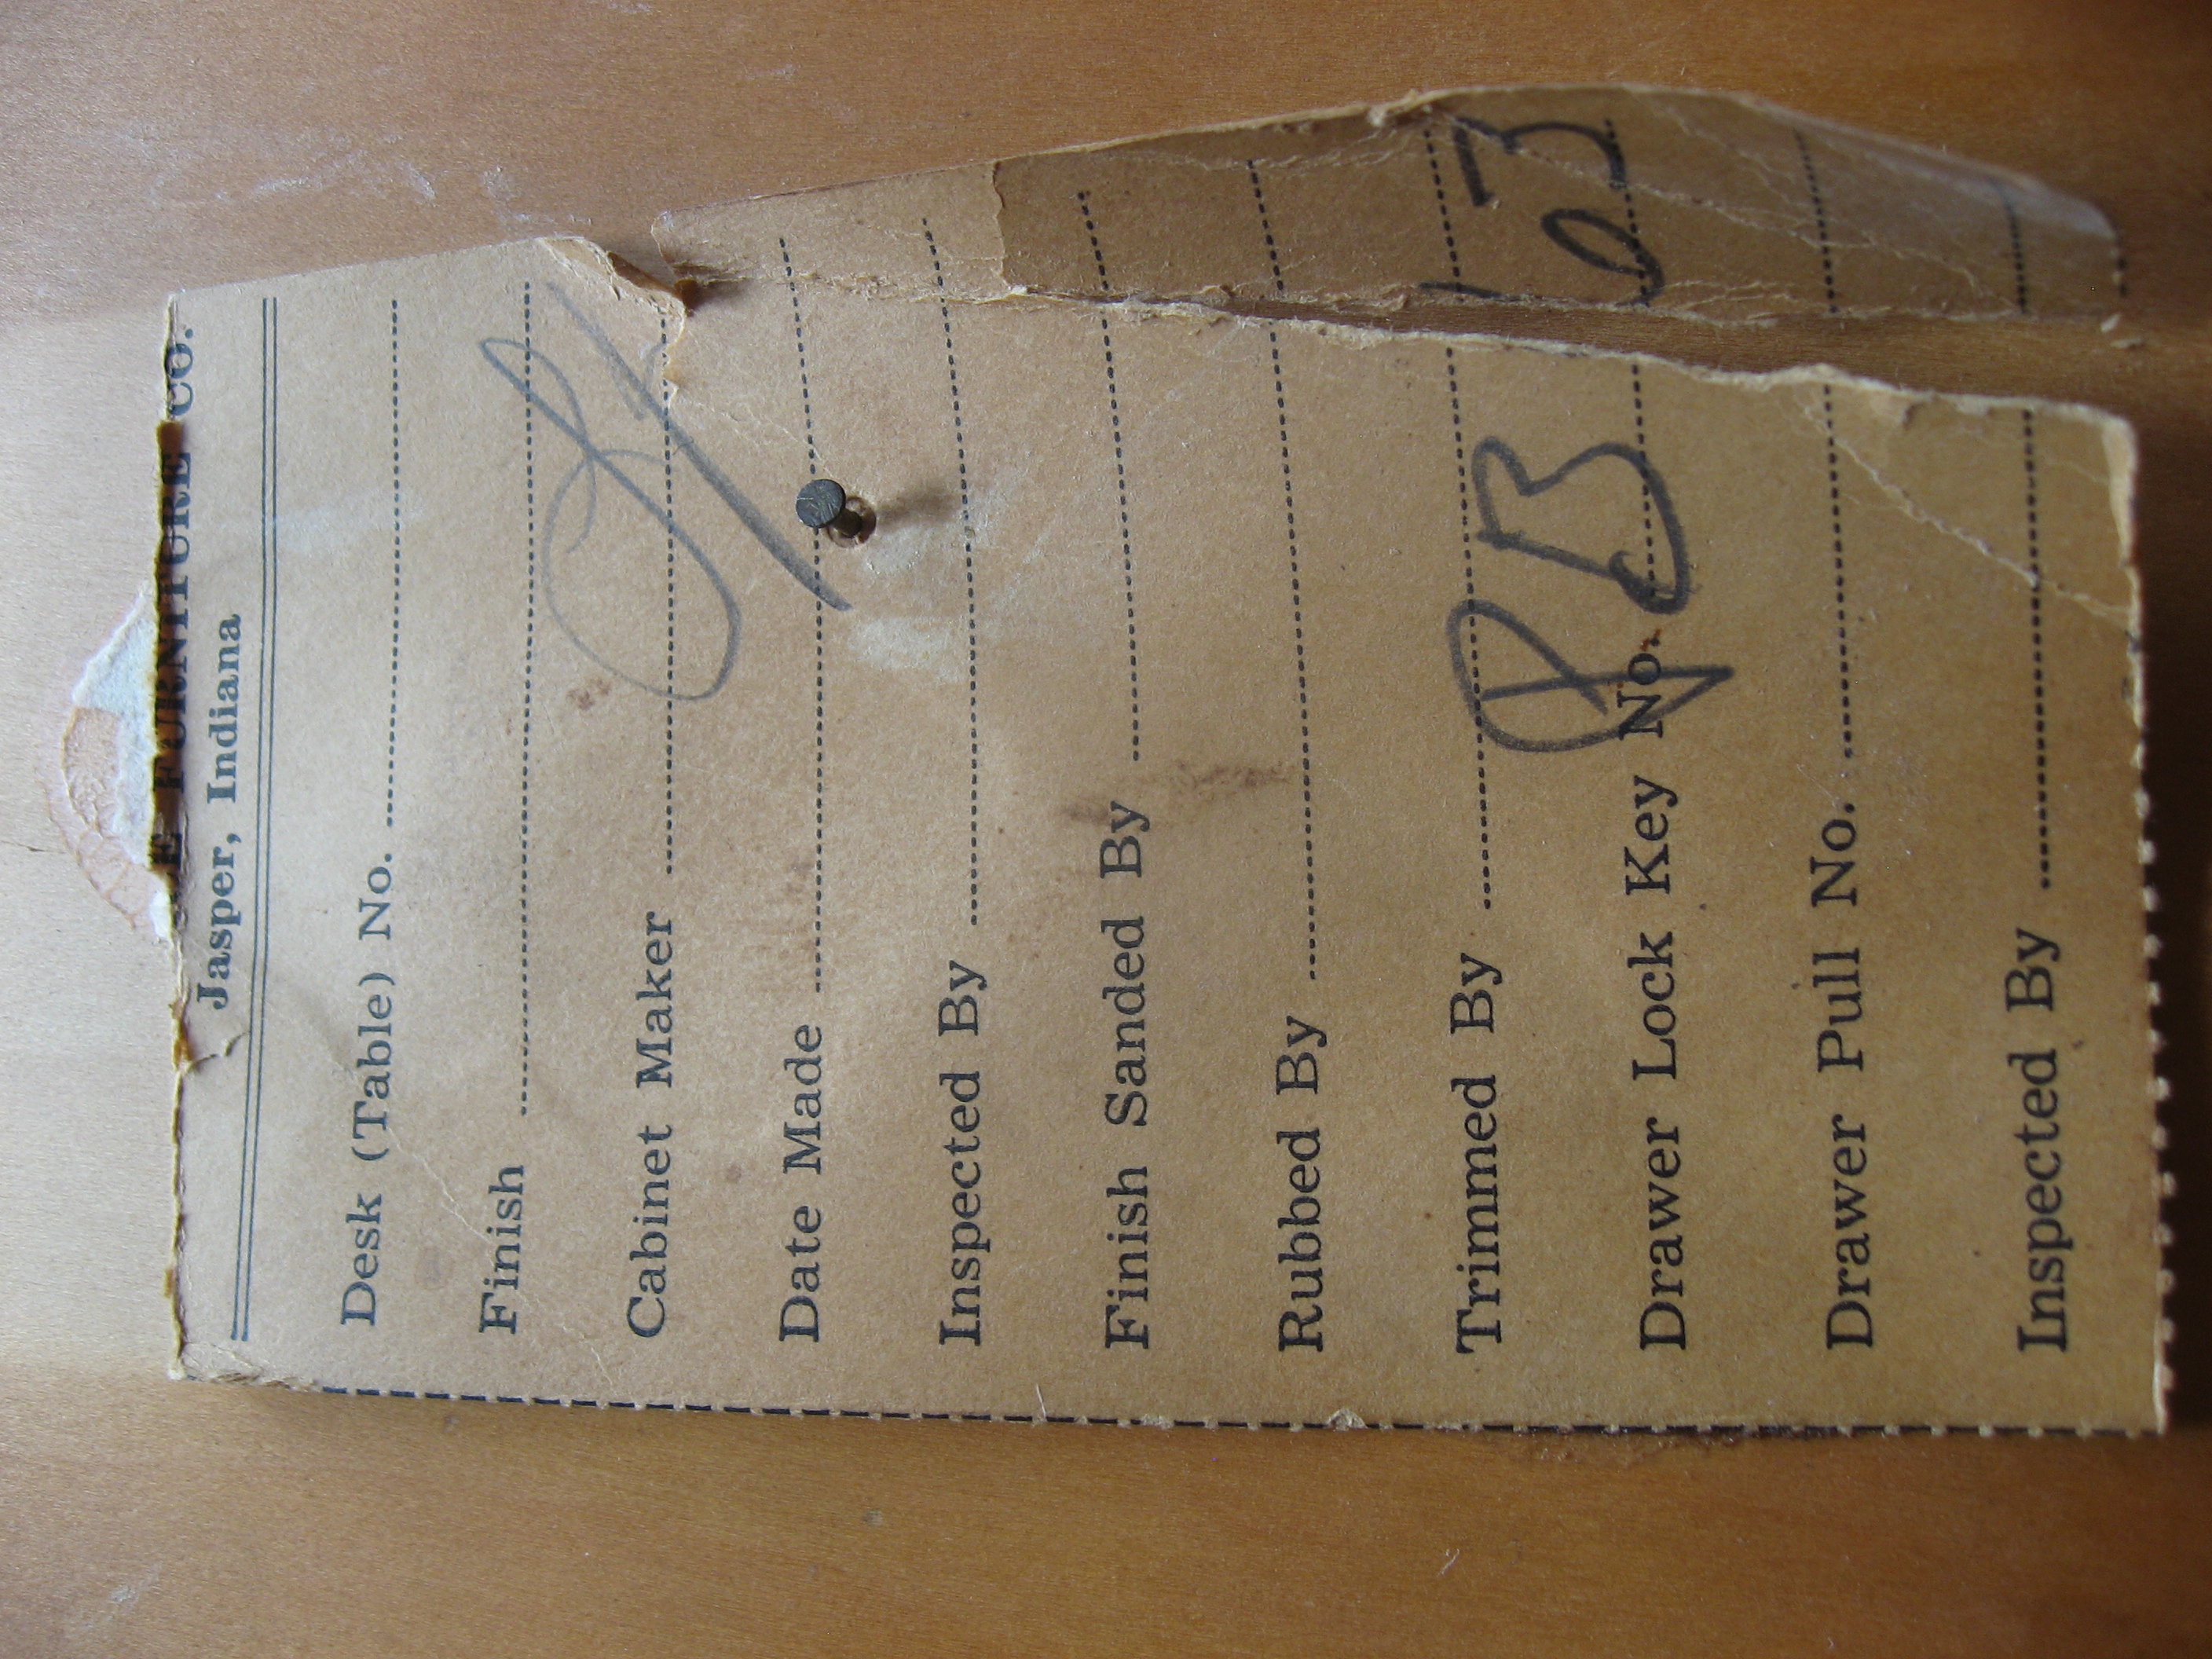 E FURNITURE CO.
Jasper, Indiana
Desk (Table) No.
Finish
Cabinet Maker
Date Made
Inspected By
Finish Sanded By
Rubbed By
Trimmed By
Drawer Lock Key No. 63
Drawer Pull No.
Inspected By